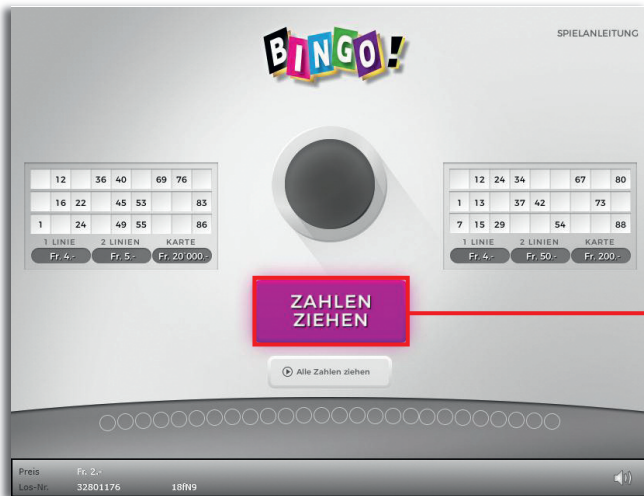 SPIELANLEITUNG
BINGO!
12 36 40 69 76
16 22 45 53 83
1 24 49 55 86
1 LINIE 2 LINIEN KARTE
Fr. 4.- Fr. 5.- Fr. 20'000.-
12 24 34 67 80
1 13 37 42 73
7 15 29 54 88
1 LINIE 2 LINIEN KARTE
Fr. 4.- Fr. 50.- Fr. 200.-
ZAHLEN
ZIEHEN
Alle Zahlen ziehen
Preis Fr. 2.-
Los-Nr. 32801176 18fN9